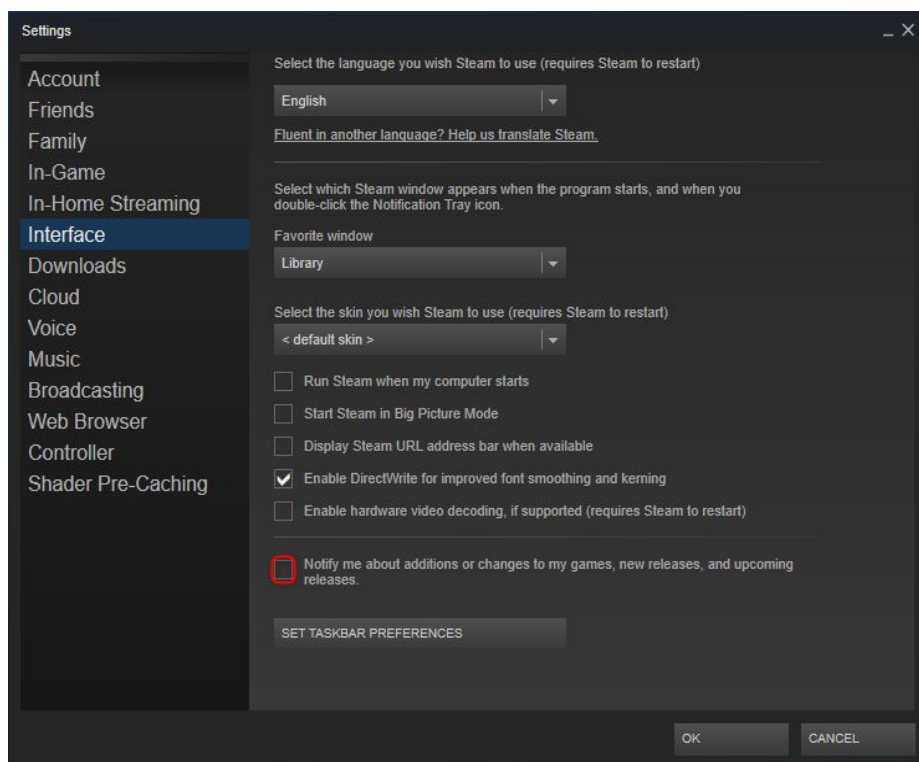 Settings
Account
Friends
Family
In-Game
In-Home Streaming
Interface
Downloads
Cloud
Voice
Music
Broadcasting
Web Browser
Controller
Shader Pre-Caching
Select the language you wish Steam to use (requires Steam to restart)
English
Fluent in another language? Help us translate Steam.
Select which Steam window appears when the program starts, and when you
double-click the Notification Tray icon.
Favorite window
Library
Select the skin you wish Steam to use (requires Steam to restart)
< default skin >
Run Steam when my computer starts
Start Steam in Big Picture Mode
Display Steam URL address bar when available
Enable DirectWrite for improved font smoothing and kerning
Enable hardware video decoding, if supported (requires Steam to restart)
Notify me about additions or changes to my games, new releases, and upcoming
releases.
SET TASKBAR PREFERENCES
OK
CANCEL